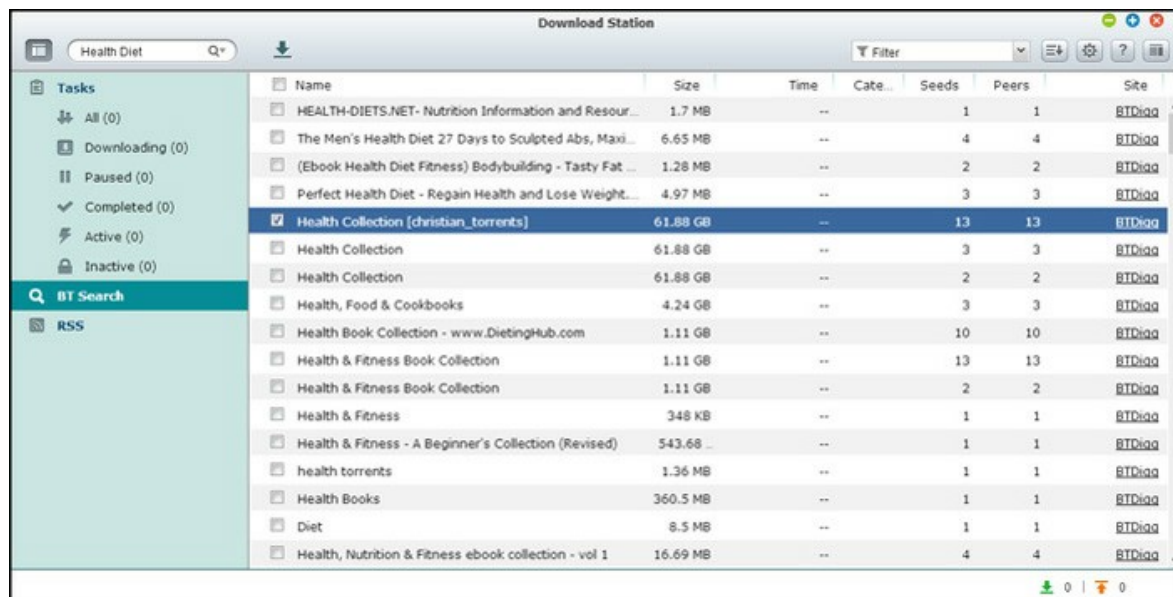 Download Station
Health Diet
Filter
Tasks
All (0)
Downloading (0)
Paused (0)
Completed (0)
Active (0)
Inactive (0)
BT Search
RSS
Name Size Time Cate... Seeds Peers Site
HEALTH-DIETS.NET- Nutrition Information and Resour... 1.7 MB -- 1 1 BTDigg
The Men's Health Diet 27 Days to Sculpted Abs, Maxi... 6.65 MB -- 4 4 BTDigg
(Ebook Health Diet Fitness) Bodybuilding - Tasty Fat ... 1.28 MB -- 2 2 BTDigg
Perfect Health Diet - Regain Health and Lose Weight.... 4.97 MB -- 3 3 BTDigg
Health Collection [christian_torrents] 61.88 GB -- 13 13 BTDigg
Health Collection 61.88 GB -- 3 3 BTDigg
Health Collection 61.88 GB -- 2 2 BTDigg
Health, Food & Cookbooks 4.24 GB -- 3 3 BTDigg
Health Book Collection - www.DietingHub.com 1.11 GB -- 10 10 BTDigg
Health & Fitness Book Collection 1.11 GB -- 13 13 BTDigg
Health & Fitness Book Collection 1.11 GB -- 2 2 BTDigg
Health & Fitness 348 KB -- 1 1 BTDigg
Health & Fitness - A Beginner's Collection (Revised) 543.68 ... -- 1 1 BTDigg
health torrents 1.36 MB -- 1 1 BTDigg
Health Books 360.5 MB -- 1 1 BTDigg
Diet 8.5 MB -- 1 1 BTDigg
Health, Nutrition & Fitness ebook collection - vol 1 16.69 MB -- 4 4 BTDigg
0 | 0